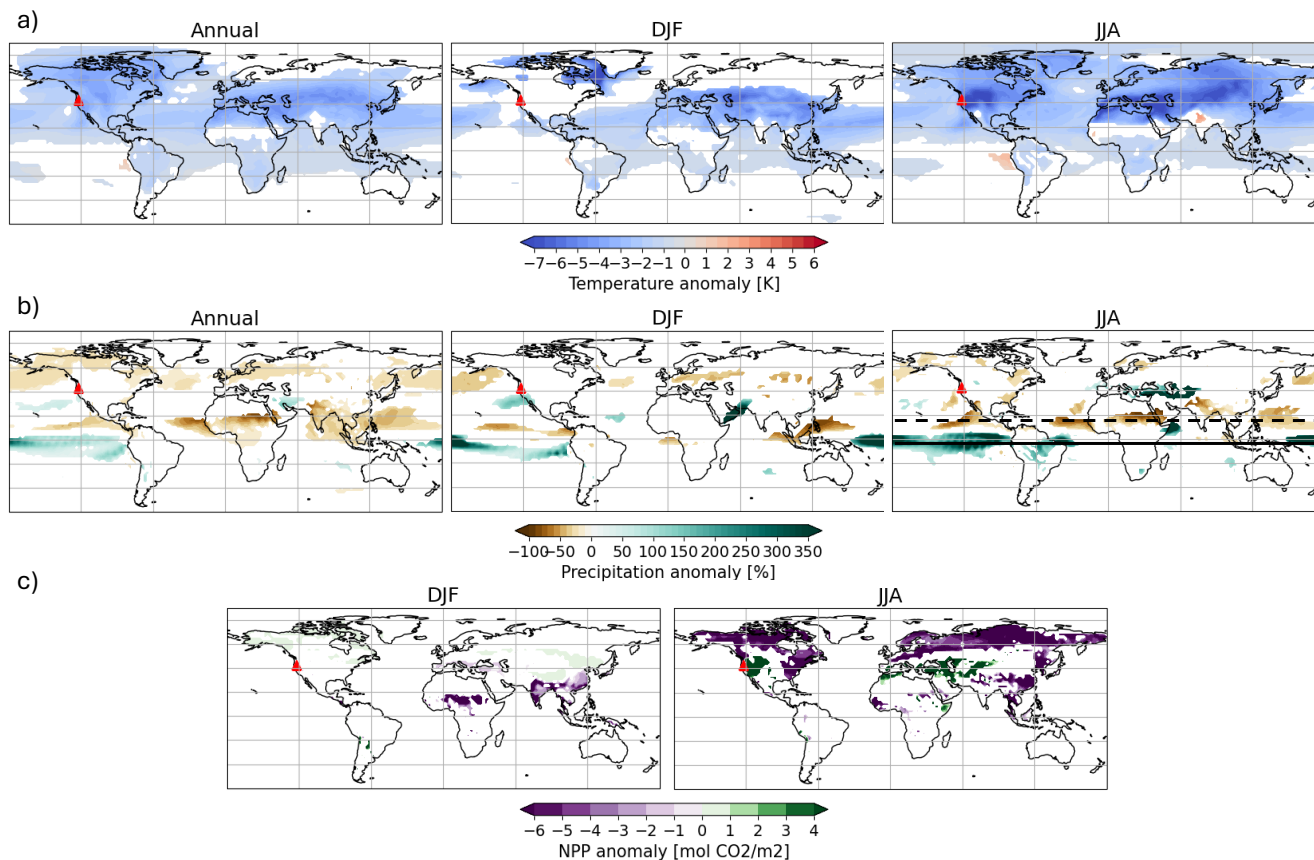 a)
Annual DJF JJA
−7−6−5−4−3−2−1 0 1 2 3 4 5 6
Temperature anomaly [K]
b)
Annual DJF JJA
−100−50 0 50 100 150 200 250 300 350
Precipitation anomaly [%]
c)
DJF JJA
−6 −5 −4 −3 −2 −1 0 1 2 3 4
NPP anomaly [mol CO2/m2]